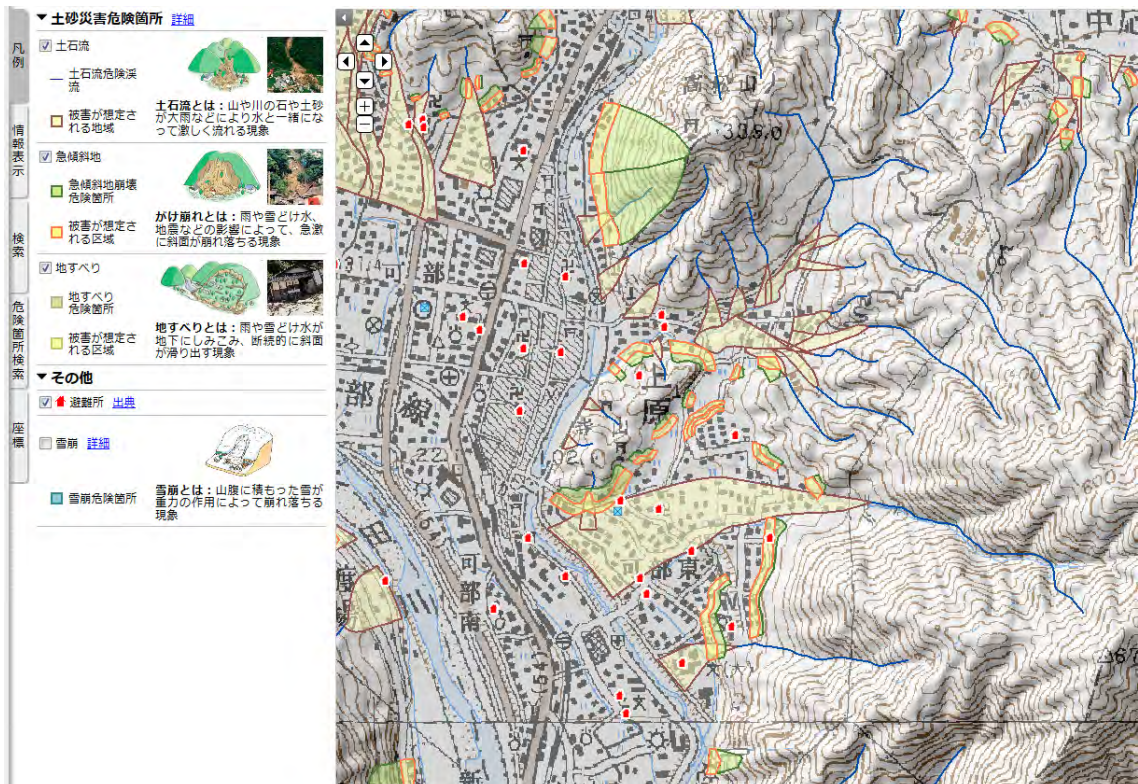 凡例
情報表示
検索
危険箇所検索
座標
▼土砂災害危険箇所 詳細
土石流
土石流危険渓
流
被害が想定さ
れる地域
土石流とは：山や川の石や土砂
が大雨などにより水と一緒にな
って激しく流れる現象
急傾斜地
急傾斜地崩壊
危険箇所
被害が想定さ
れる区域
がけ崩れとは：雨や雪どけ水、
地震などの影響によって、急激
に斜面が崩れ落ちる現象
地すべり
地すべり
危険箇所
被害が想定さ
れる区域
地すべりとは：雨や雪どけ水が
地下にしみこみ、断続的に斜面
が滑り出す現象
▼その他
避難所 出典
雪崩 詳細
雪崩危険箇所
雪崩とは：山腹に積もった雪が
重力の作用によって崩れ落ちる
現象
可
部
部
線
上
原
可部東
可
部
南
田
新
(54)